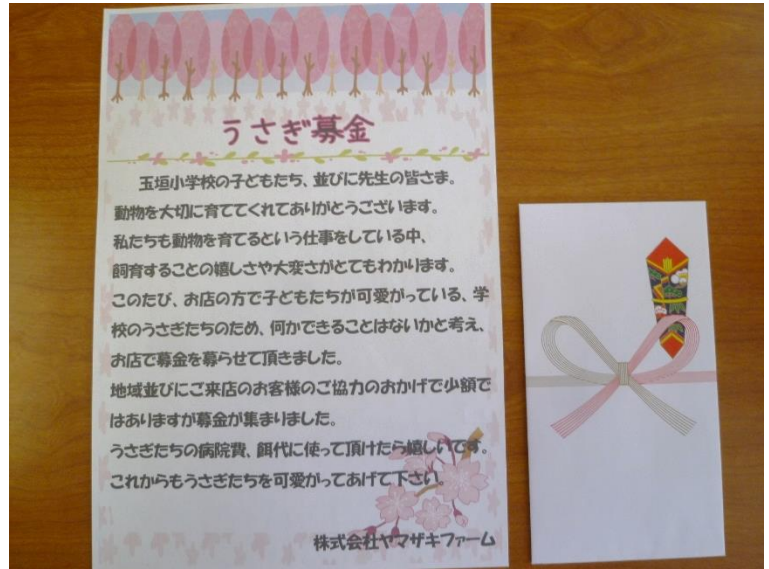 うさぎ募金
玉垣小学校の子どもたち、並びに先生の皆さま。
動物を大切に育ててくれてありがとうございます。
私たちも動物を育てるという仕事をしている中、
飼育することの嬉しさや大変さがとてもわかります。
このたび、お店の方で子どもたちが可愛がっている、学
校のうさぎたちのため、何かできることはないかと考え、
お店で募金を募らせて頂きました。
地域並びにご来店のお客様のご協力のおかげで少額で
はありますが募金が集まりました。
うさぎたちの病院費、餌代に使って頂けたら嬉しいです。
これからもうさぎたちを可愛がってあげて下さい。
株式会社ヤマザキファーム